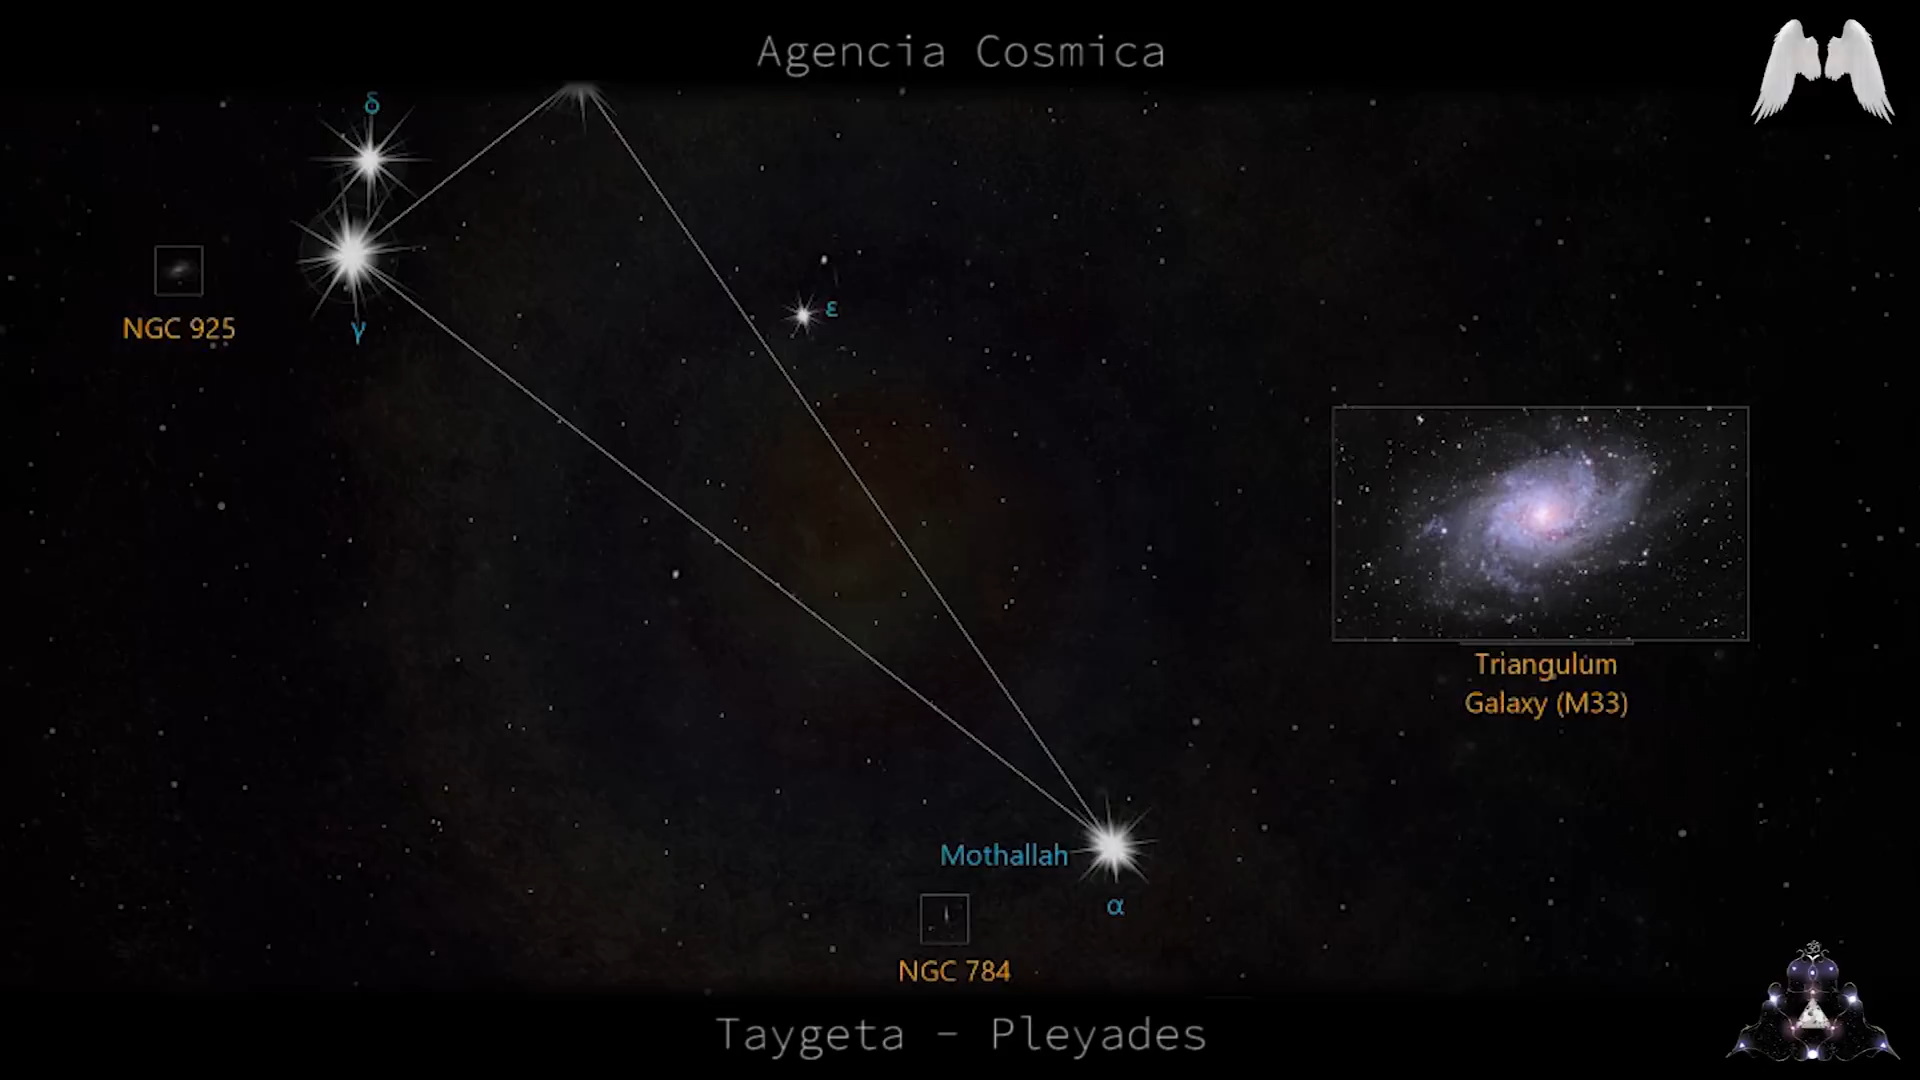 Agencia Cosmica
δ
γ
NGC 925
ε
Triangulum
Galaxy (M33)
Mothallah
α
NGC 784
Taygeta - Pleyades